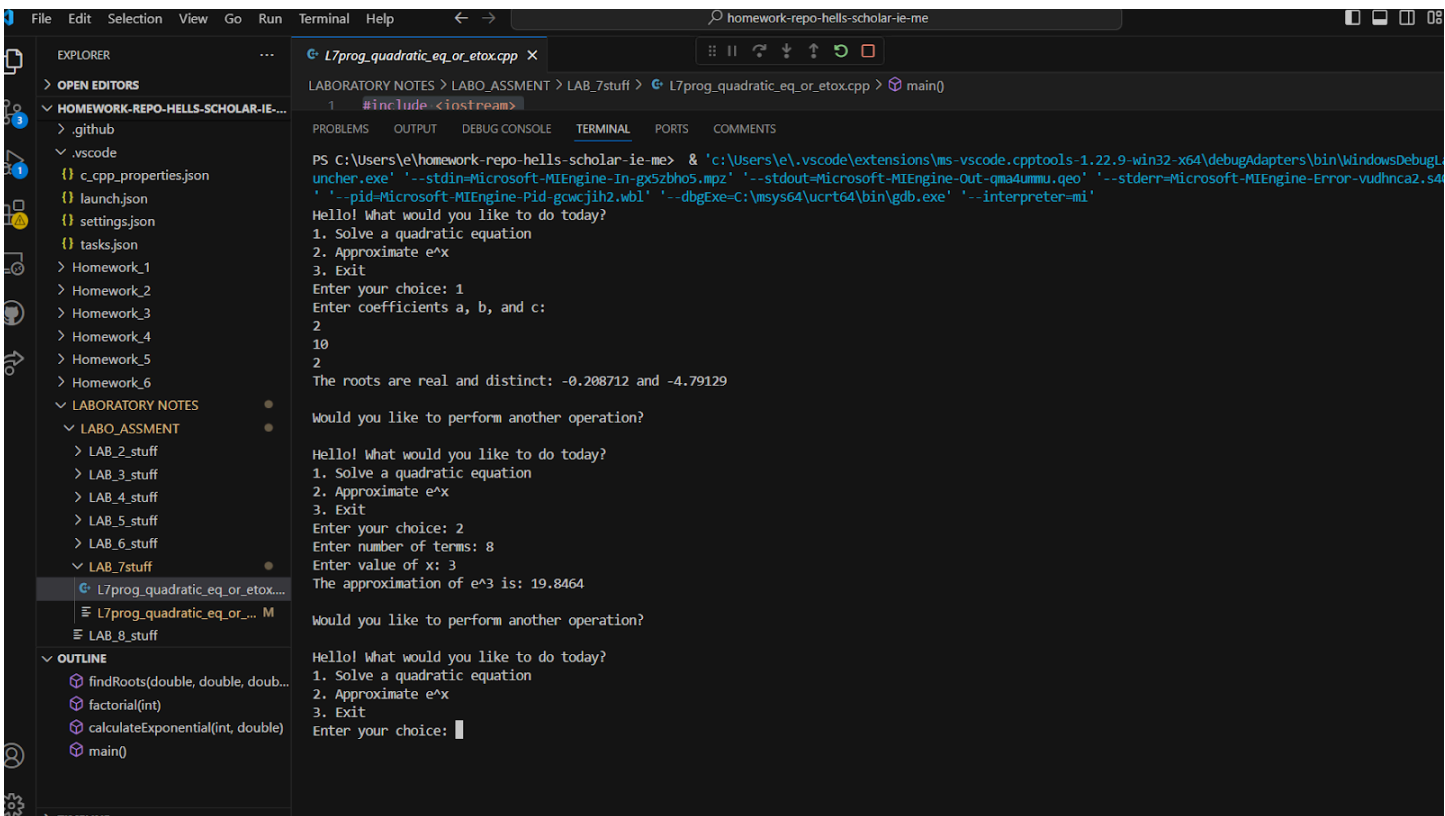 File Edit Selection View Go Run Terminal Help
homework-repo-hells-scholar-ie-me
EXPLORER
OPEN EDITORS
HOMEWORK-REPO-HELLS-SCHOLAR-IE-...
.github
.vscode
{} c_cpp_properties.json
{} launch.json
{} settings.json
{} tasks.json
Homework_1
Homework_2
Homework_3
Homework_4
Homework_5
Homework_6
LABORATORY NOTES
LABO_ASSMENT
LAB_2_stuff
LAB_3_stuff
LAB_4_stuff
LAB_5_stuff
LAB_6_stuff
LAB_7stuff
L7prog_quadratic_eq_or_etox....
L7prog_quadratic_eq_or_... M
LAB_8_stuff
OUTLINE
findRoots(double, double, doub...
factorial(int)
calculateExponential(int, double)
main()
3
1
L7prog_quadratic_eq_or_etox.cpp
LABORATORY NOTES > LABO_ASSMENT > LAB_7stuff > L7prog_quadratic_eq_or_etox.cpp > main()
1 #include <iostream>
PROBLEMS OUTPUT DEBUG CONSOLE TERMINAL PORTS COMMENTS
PS C:\Users\e\homework-repo-hells-scholar-ie-me> & 'c:\Users\e\.vscode\extensions\ms-vscode.cpptools-1.22.9-win32-x64\debugAdapters\bin\WindowsDebugLa
uncher.exe' '--stdin=Microsoft-MIEngine-In-gx5zbho5.mpz' '--stdout=Microsoft-MIEngine-Out-qma4ummu.qeo' '--stderr=Microsoft-MIEngine-Error-vudhnca2.s4
' '--pid=Microsoft-MIEngine-Pid-gcwcjih2.wbl' '--dbgExe=C:\msys64\ucrt64\bin\gdb.exe' '--interpreter=mi'
Hello! What would you like to do today?
1. Solve a quadratic equation
2. Approximate e^x
3. Exit
Enter your choice: 1
Enter coefficients a, b, and c:
2
10
2
The roots are real and distinct: -0.208712 and -4.79129
Would you like to perform another operation?
Hello! What would you like to do today?
1. Solve a quadratic equation
2. Approximate e^x
3. Exit
Enter your choice: 2
Enter number of terms: 8
Enter value of x: 3
The approximation of e^3 is: 19.8464
Would you like to perform another operation?
Hello! What would you like to do today?
1. Solve a quadratic equation
2. Approximate e^x
3. Exit
Enter your choice: